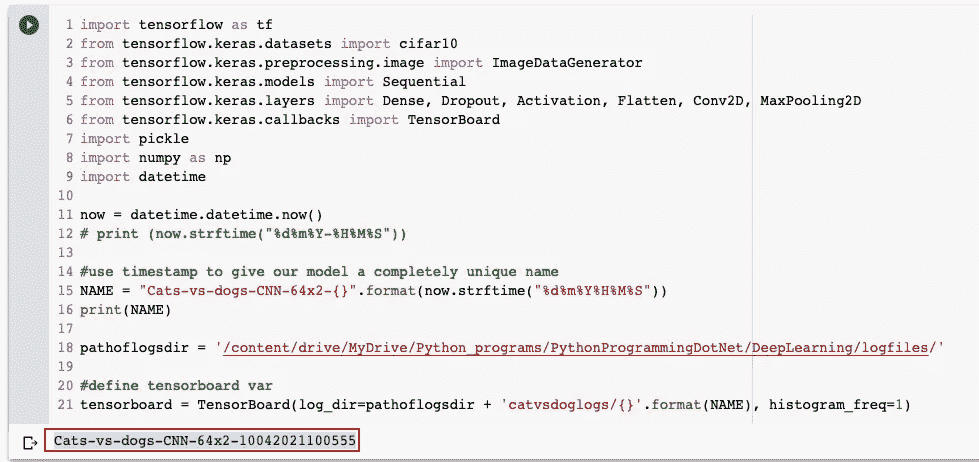 1 import tensorflow as tf
2 from tensorflow.keras.datasets import cifar10
3 from tensorflow.keras.preprocessing.image import ImageDataGenerator
4 from tensorflow.keras.models import Sequential
5 from tensorflow.keras.layers import Dense, Dropout, Activation, Flatten, Conv2D, MaxPooling2D
6 from tensorflow.keras.callbacks import TensorBoard
7 import pickle
8 import numpy as np
9 import datetime
10
11 now = datetime.datetime.now()
12 # print (now.strftime("%d%m%Y-%H%M%S"))
13
14 #use timestamp to give our model a completely unique name
15 NAME = "Cats-vs-dogs-CNN-64x2-{}".format(now.strftime("%d%m%Y%H%M%S"))
16 print(NAME)
17
18 pathoflogsdir = '/content/drive/MyDrive/Python_programs/PythonProgrammingDotNet/DeepLearning/logfiles/'
19
20 #define tensorboard var
21 tensorboard = TensorBoard(log_dir=pathoflogsdir + 'catvsdoglogs/{}'.format(NAME), histogram_freq=1)
Cats-vs-dogs-CNN-64x2-10042021100555